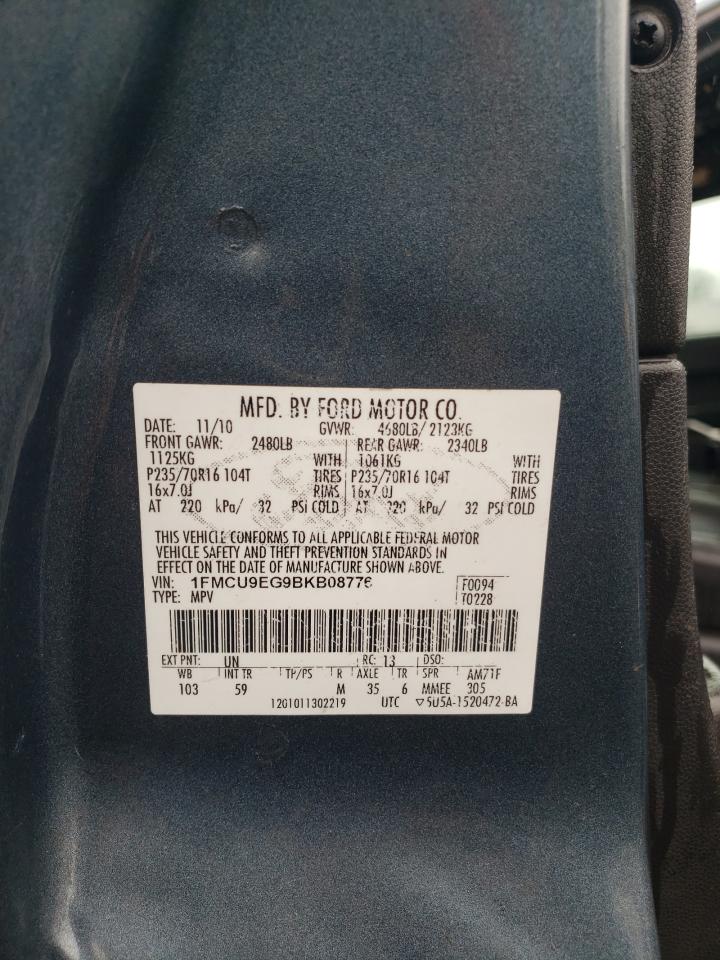 MFD. BY FORD MOTOR CO.
DATE: 11/10 GVWR: 4680LB/ 2123KG
FRONT GAWR: 2480LB REAR GAWR: 2340LB
1125KG WITH 1061KG WITH
P235/70R16 104T TIRES P235/70R16 104T TIRES
16x7.0J RIMS 16x7.0J RIMS
AT 220 kPa/ 32 PSI COLD AT 220 kPa/ 32 PSI COLD
THIS VEHICLE CONFORMS TO ALL APPLICABLE FEDERAL MOTOR
VEHICLE SAFETY AND THEFT PREVENTION STANDARDS IN
EFFECT ON THE DATE OF MANUFACTURE SHOWN ABOVE.
VIN: 1FMCU9EG9BKB08776 F0094
TYPE: MPV T0228
EXT PNT: UN RC: 13 DSO:
WB INT TR TP/PS R AXLE TR SPR AM71F
103 59 M 35 6 MMEE 305
1201011302219 UTC ▽5U5A-1520472-BA